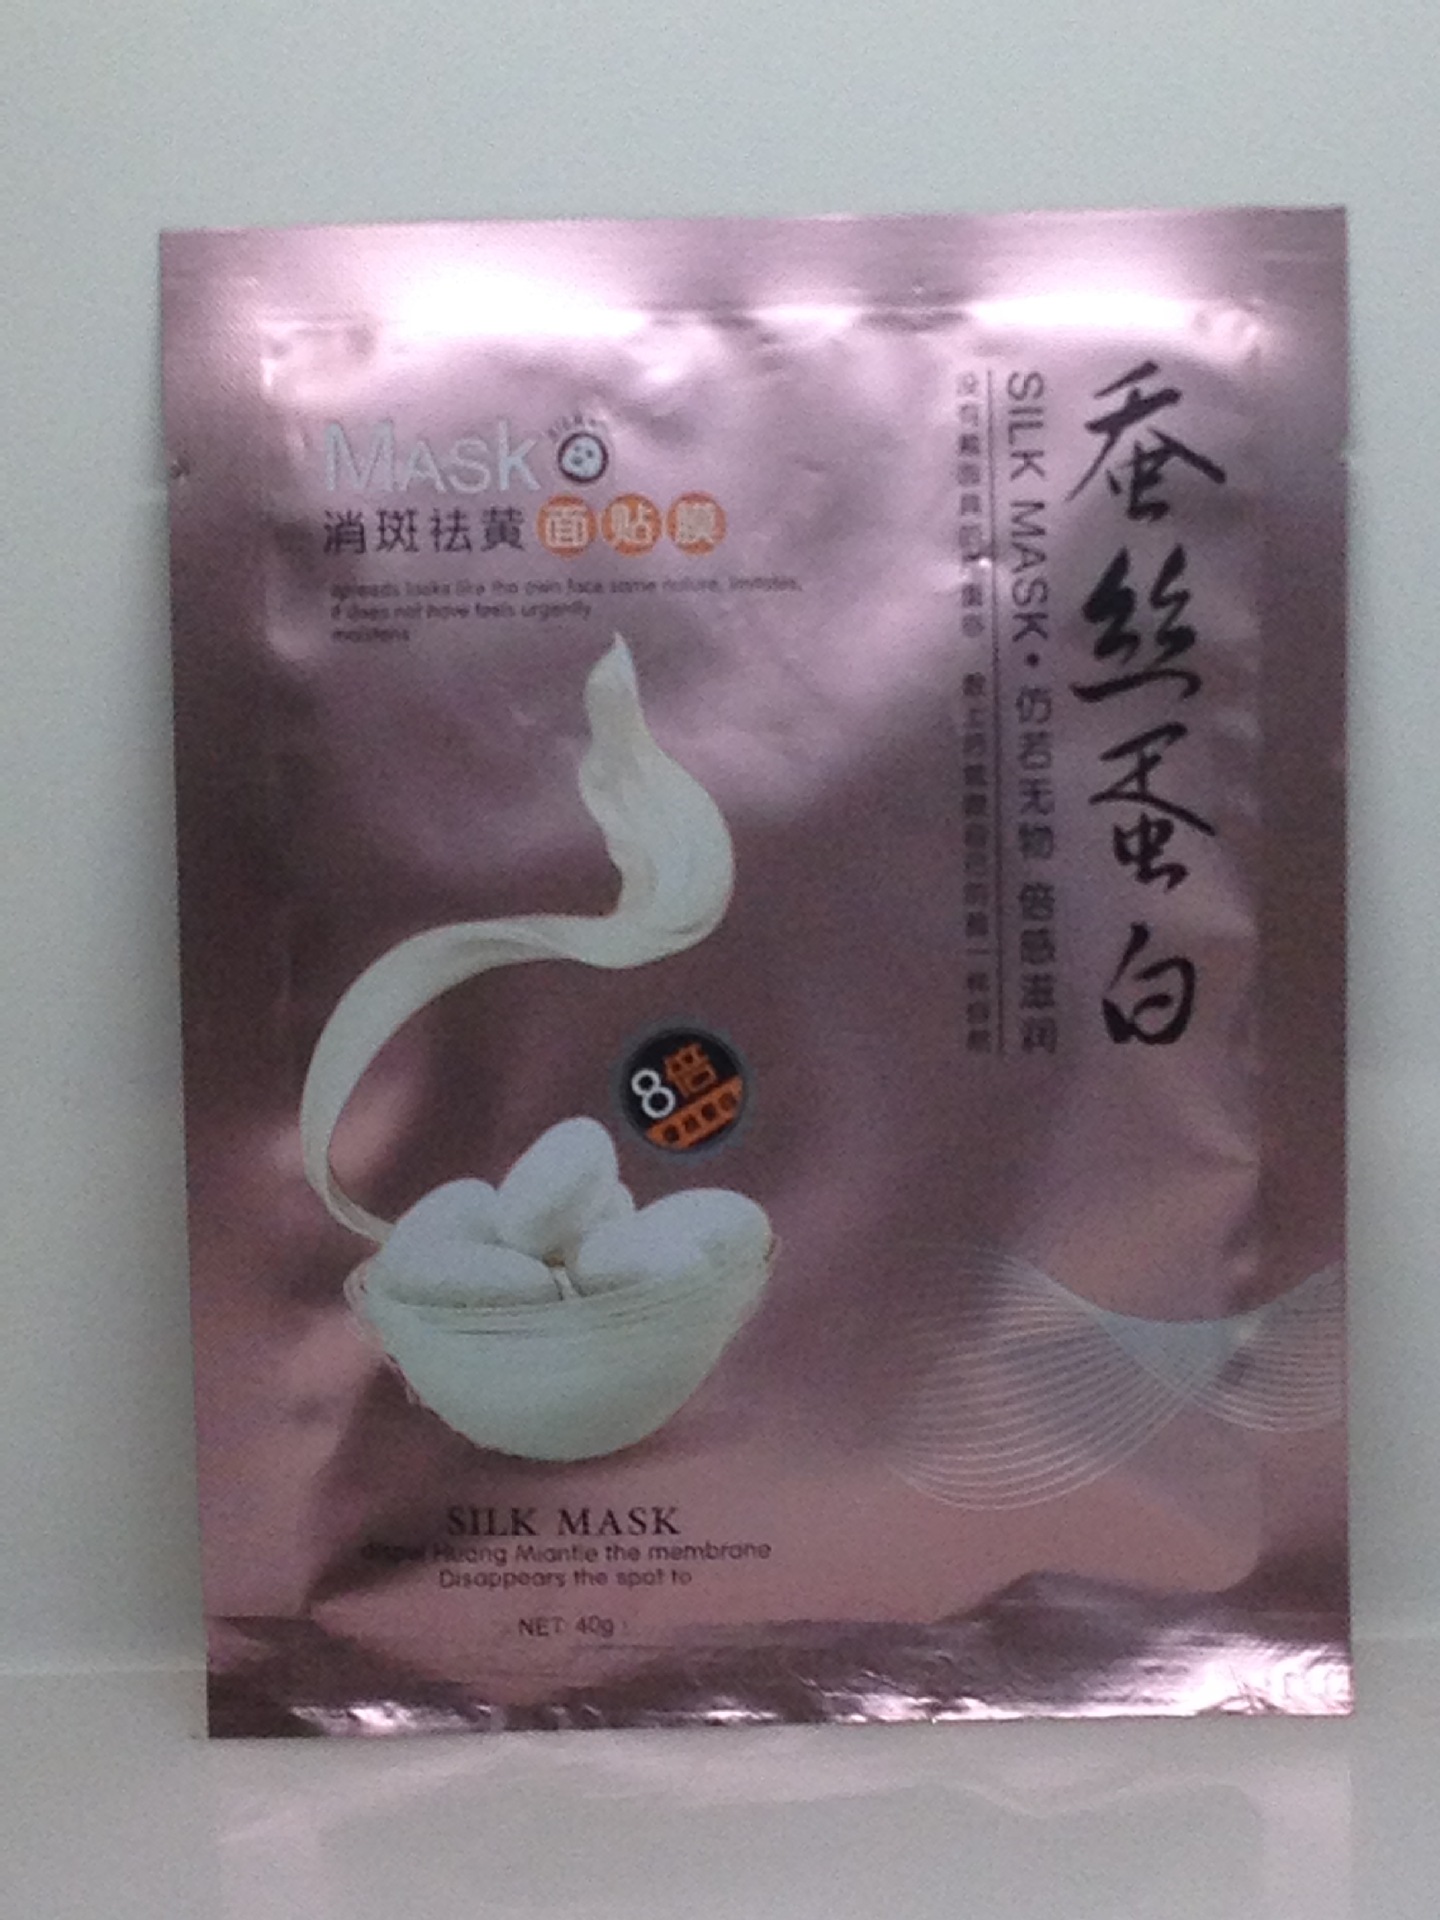 MASK
消斑祛黄面贴膜
spreads looks like the own face same nature, imitates,
it does not have feels urgently
moistens
蚕丝蛋白
SILK MASK·仿若无物 倍感滋润
8倍
SILK MASK
dispel Huang Miantie the membrane
Disappears the spot to
NET 40g